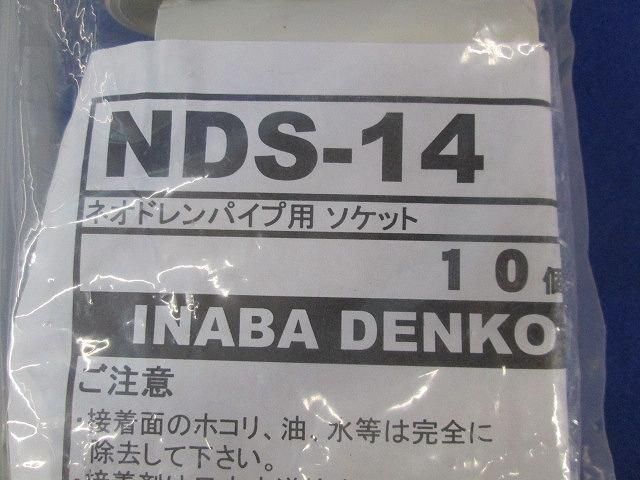 NDS-14
ネオドレンパイプ用 ソケット
10個
INABA DENKO
ご注意
・接着面のホコリ、油、水等は完全に
除去して下さい。